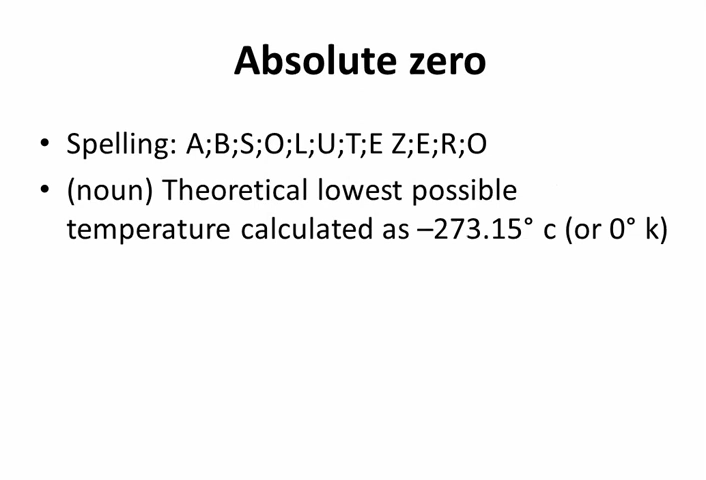 Absolute zero
• Spelling: A;B;S;O;L;U;T;E Z;E;R;O
• (noun) Theoretical lowest possible
temperature calculated as –273.15° c (or 0° k)